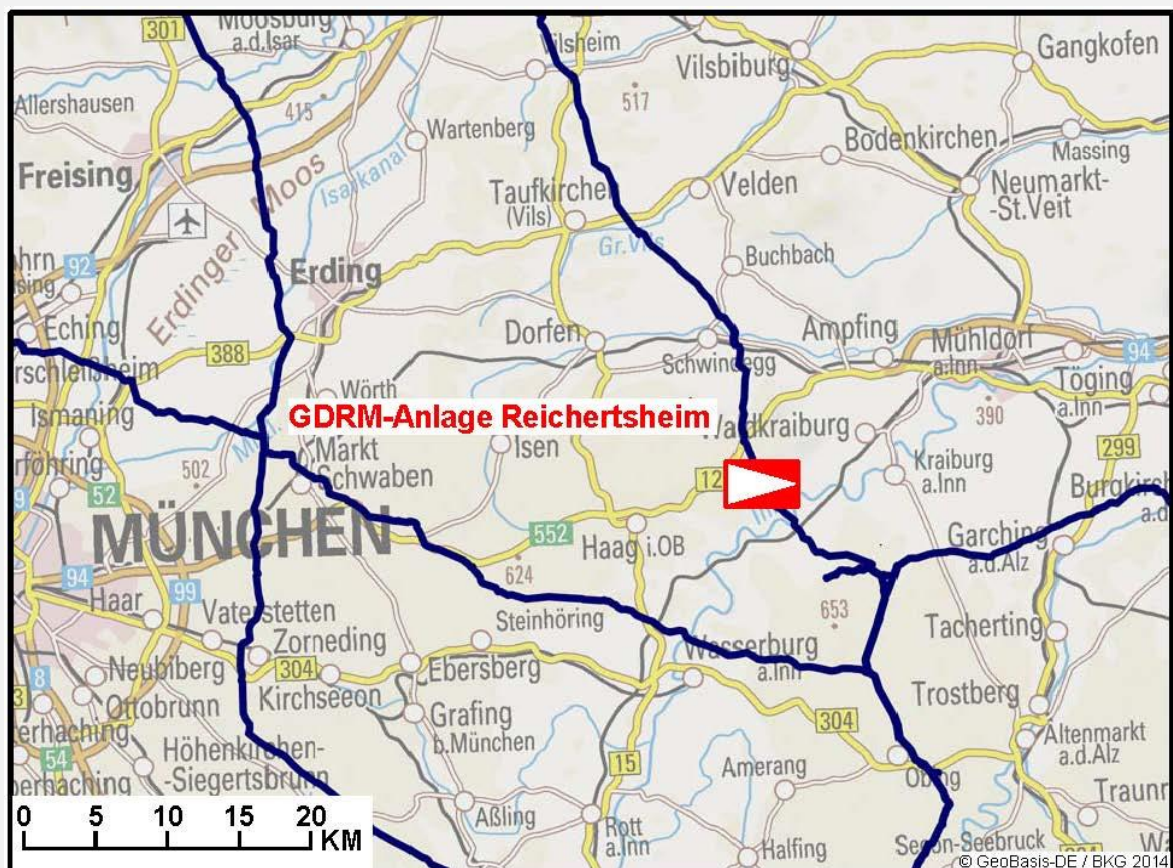 301
Moosburg
a.d.Isar
Vilsheim
Vilsbiburg
Gangkofen
Allershausen
415
517
Wartenberg
Bodenkirchen
Massing
Freising
Moos
Isarkanal
Taufkirchen
(Vils)
Velden
Neumarkt-
-St.Veit
Gr.Vils
Buchbach
92
Erdinger
Erding
Eching
Dorfen
Ampfing
Mühldorf
a.Inn
94
388
Schwindegg
Töging
a.Inn
Ismaning
Wörth
390
GDRM-Anlage Reichertsheim
Waldkraiburg
299
502
Markt
Schwaben
Isen
Kraiburg
a.Inn
52
12
MÜNCHEN
552
Haag i.OB
Garching
a.d.Alz
94
99
624
Haar
Vaterstetten
Steinhöring
653
Zorneding
Wasserburg
a.Inn
Tacherting
8
Neubiberg
304
Kirchseeon
Ebersberg
Trostberg
Ottobrunn
Grafing
b.München
304
Altenmarkt
a.d.Alz
54
Höhenkirchen-
-Siegertsbrunn
15
Amerang
Obing
0 5 10 15 20
KM
Aßling
Rott
a.Inn
Halfing
Seeon-Seebruck
© GeoBasis-DE / BKG 2014